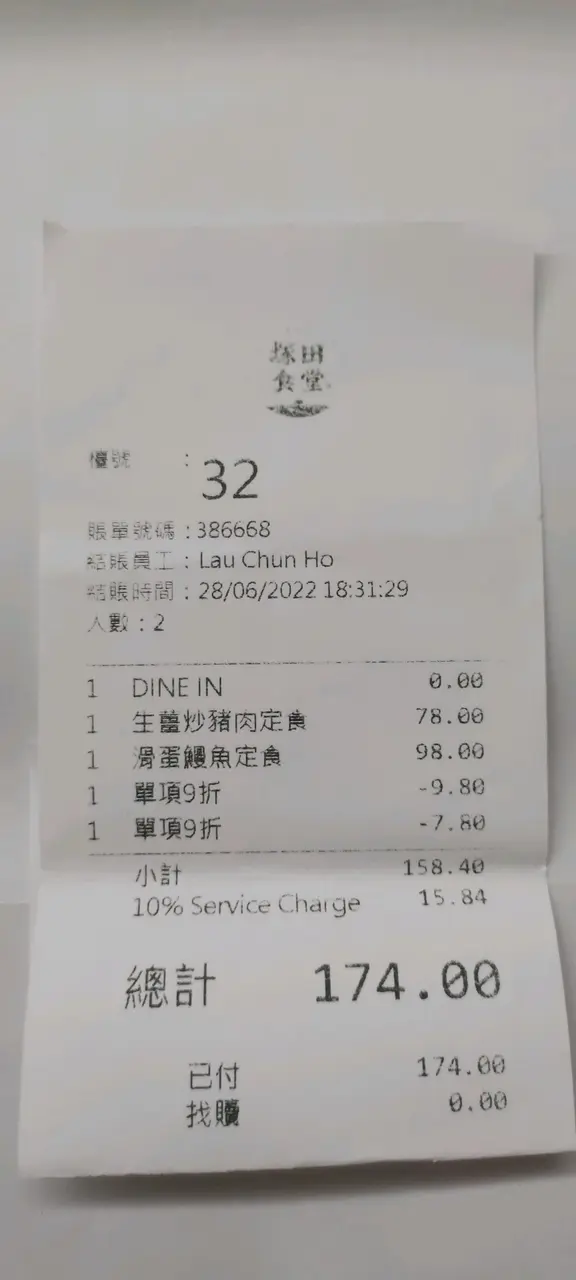 塚田
食堂
檯號 : 32
賬單號碼 : 386668
結賬員工 : Lau Chun Ho
結賬時間 : 28/06/2022 18:31:29
人數 : 2
1 DINE IN 0.00
1 生薑炒豬肉定食 78.00
1 滑蛋鰻魚定食 98.00
1 單項9折 -9.80
1 單項9折 -7.80
小計 158.40
10% Service Charge 15.84
總計 174.00
已付 174.00
找贖 0.00